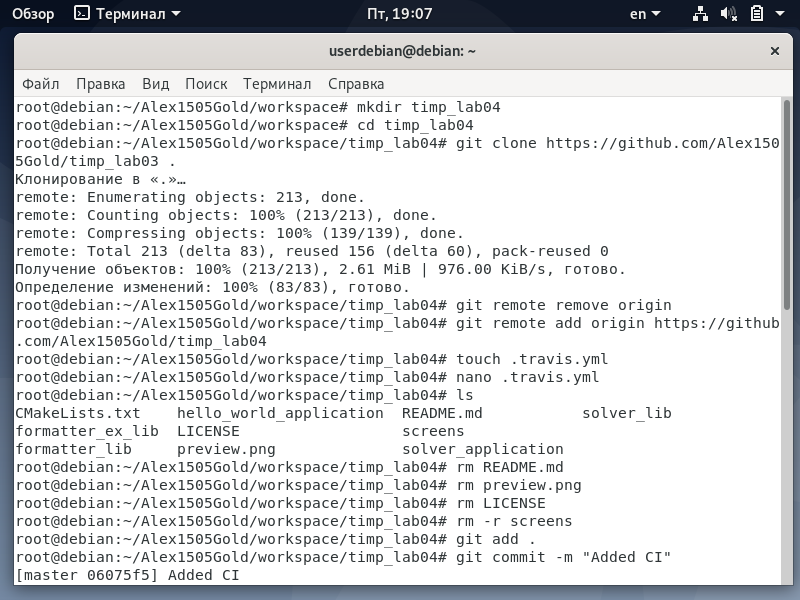 Обзор Терминал Пт, 19:07 en
userdebian@debian: ~
Файл Правка Вид Поиск Терминал Справка
root@debian:~/Alex1505Gold/workspace# mkdir timp_lab04
root@debian:~/Alex1505Gold/workspace# cd timp_lab04
root@debian:~/Alex1505Gold/workspace/timp_lab04# git clone https://github.com/Alex150
5Gold/timp_lab03 .
Клонирование в «.»…
remote: Enumerating objects: 213, done.
remote: Counting objects: 100% (213/213), done.
remote: Compressing objects: 100% (139/139), done.
remote: Total 213 (delta 83), reused 156 (delta 60), pack-reused 0
Получение объектов: 100% (213/213), 2.61 MiB | 976.00 KiB/s, готово.
Определение изменений: 100% (83/83), готово.
root@debian:~/Alex1505Gold/workspace/timp_lab04# git remote remove origin
root@debian:~/Alex1505Gold/workspace/timp_lab04# git remote add origin https://github
.com/Alex1505Gold/timp_lab04
root@debian:~/Alex1505Gold/workspace/timp_lab04# touch .travis.yml
root@debian:~/Alex1505Gold/workspace/timp_lab04# nano .travis.yml
root@debian:~/Alex1505Gold/workspace/timp_lab04# ls
CMakeLists.txt    hello_world_application  README.md           solver_lib
formatter_ex_lib  LICENSE                  screens
formatter_lib     preview.png              solver_application
root@debian:~/Alex1505Gold/workspace/timp_lab04# rm README.md
root@debian:~/Alex1505Gold/workspace/timp_lab04# rm preview.png
root@debian:~/Alex1505Gold/workspace/timp_lab04# rm LICENSE
root@debian:~/Alex1505Gold/workspace/timp_lab04# rm -r screens
root@debian:~/Alex1505Gold/workspace/timp_lab04# git add .
root@debian:~/Alex1505Gold/workspace/timp_lab04# git commit -m "Added CI"
[master 06075f5] Added CI